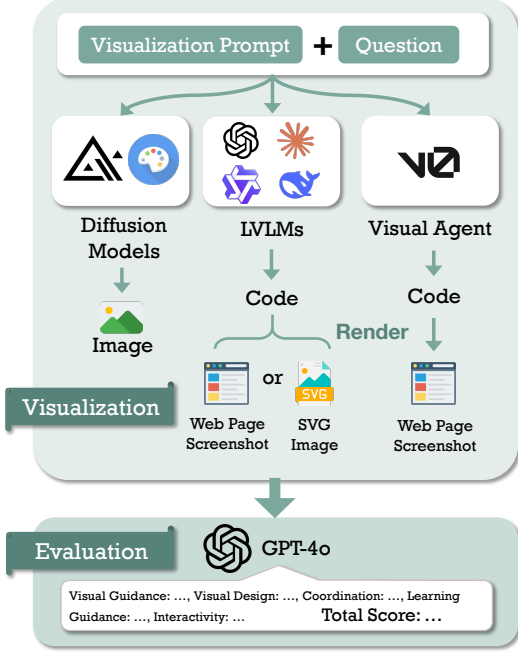 Visualization Prompt + Question
v0
Diffusion
Models
LVLMs
Visual Agent
Image
Code
Code
Render
or
SVG
Visualization
Web Page
Screenshot
SVG
Image
Web Page
Screenshot
Evaluation
GPT-4o
Visual Guidance: ..., Visual Design: ..., Coordination: ..., Learning
Guidance: ..., Interactivity: ... Total Score: ...